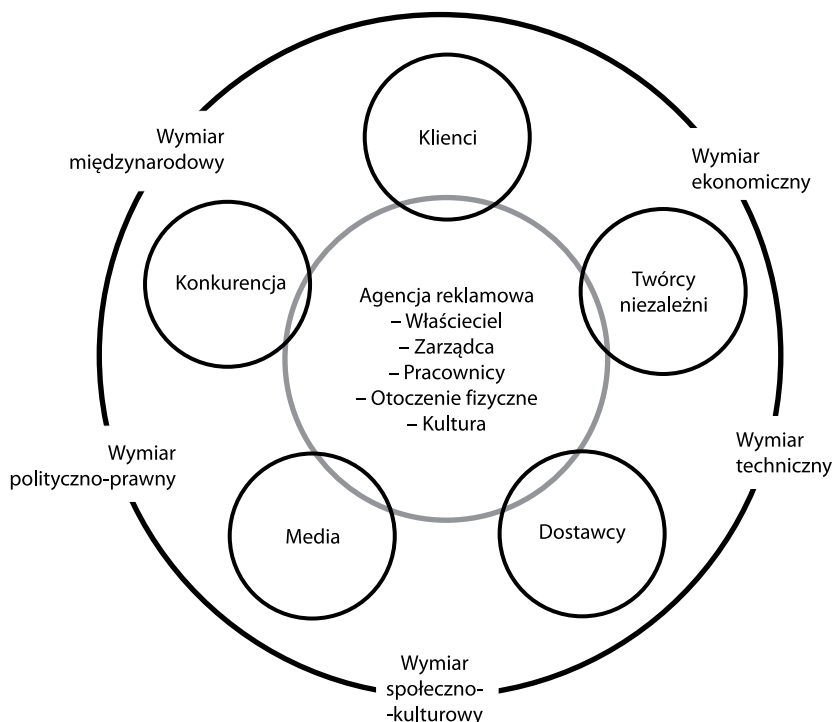 Klienci
Wymiar
międzynarodowy
Wymiar
ekonomiczny
Konkurencja
Twórcy
niezależni
Agencja reklamowa
– Właścieciel
– Zarządca
– Pracownicy
– Otoczenie fizyczne
– Kultura
Wymiar
polityczno-prawny
Wymiar
techniczny
Media
Dostawcy
Wymiar
społeczno-
-kulturowy